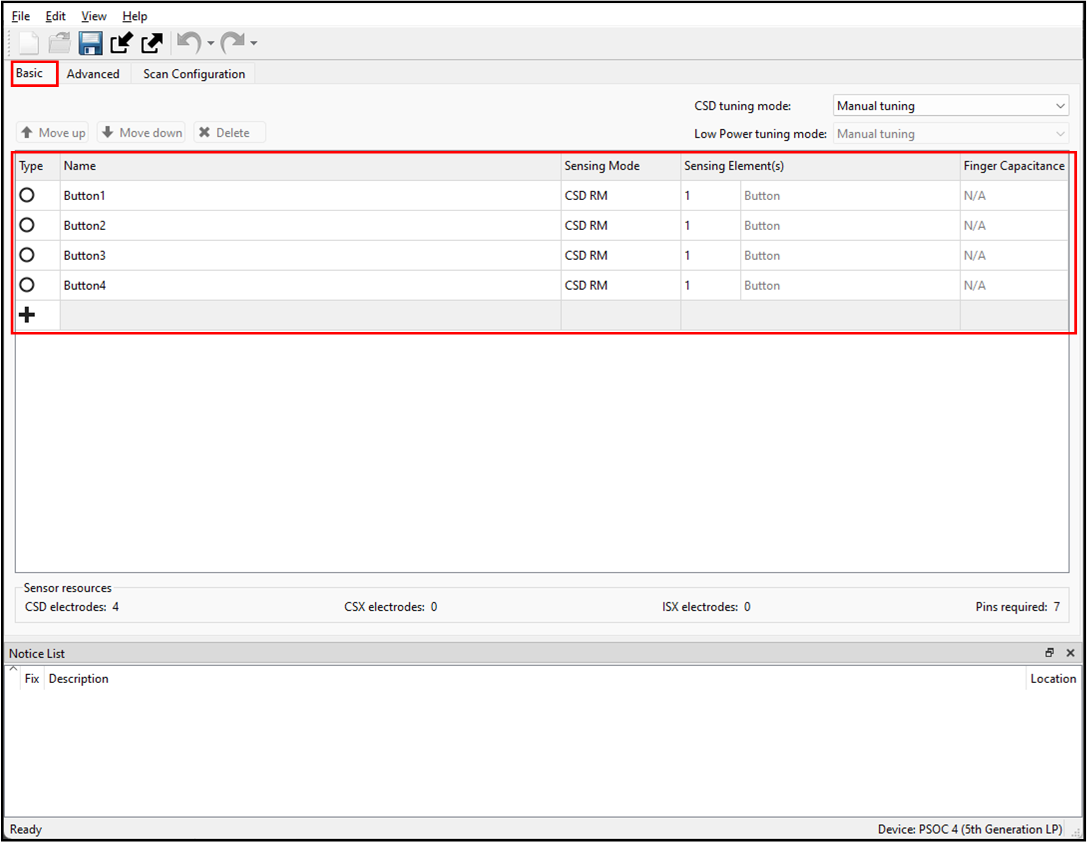 File Edit View Help
Basic Advanced Scan Configuration
CSD tuning mode: Manual tuning
Move up Move down Delete Low Power tuning mode: Manual tuning
Type Name Sensing Mode Sensing Element(s) Finger Capacitance
Button1 CSD RM 1 Button N/A
Button2 CSD RM 1 Button N/A
Button3 CSD RM 1 Button N/A
Button4 CSD RM 1 Button N/A
Sensor resources
CSD electrodes: 4 CSX electrodes: 0 ISX electrodes: 0 Pins required: 7
Notice List
Fix Description Location
Ready Device: PSOC 4 (5th Generation LP)